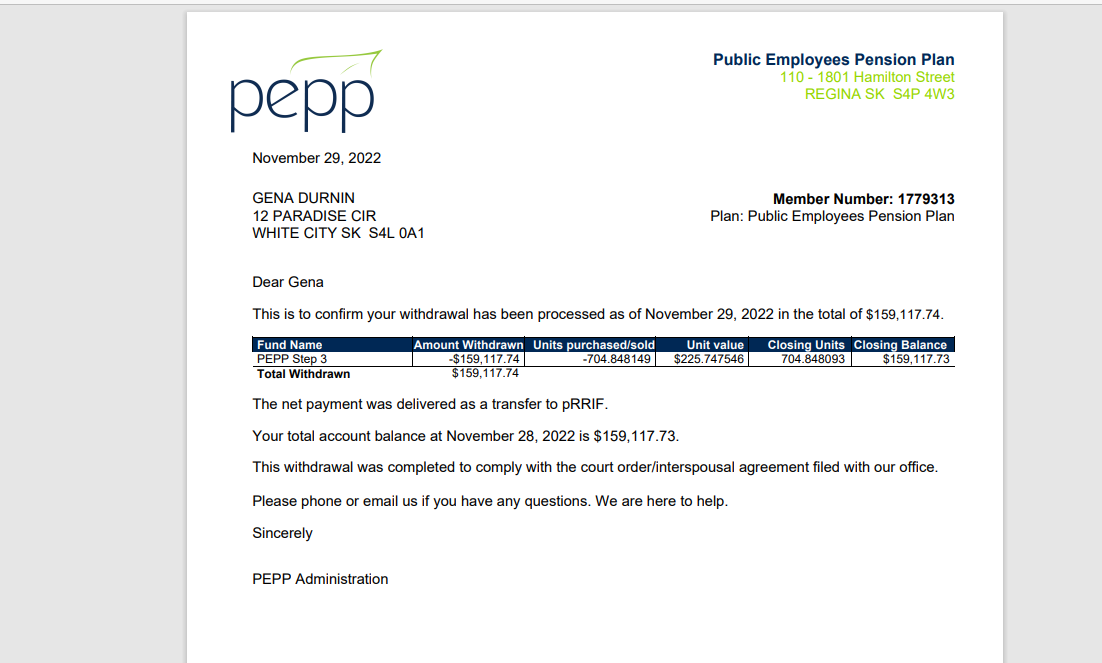 pepp
Public Employees Pension Plan
110 - 1801 Hamilton Street
REGINA SK  S4P 4W3
November 29, 2022
GENA DURNIN
12 PARADISE CIR
WHITE CITY SK  S4L 0A1
Member Number: 1779313
Plan: Public Employees Pension Plan
Dear Gena
This is to confirm your withdrawal has been processed as of November 29, 2022 in the total of $159,117.74.
Fund Name Amount Withdrawn Units purchased/sold Unit value Closing Units Closing Balance
PEPP Step 3 -$159,117.74 -704.848149 $225.747546 704.848093 $159,117.73
Total Withdrawn $159,117.74
The net payment was delivered as a transfer to pRRIF.
Your total account balance at November 28, 2022 is $159,117.73.
This withdrawal was completed to comply with the court order/interspousal agreement filed with our office.
Please phone or email us if you have any questions. We are here to help.
Sincerely
PEPP Administration